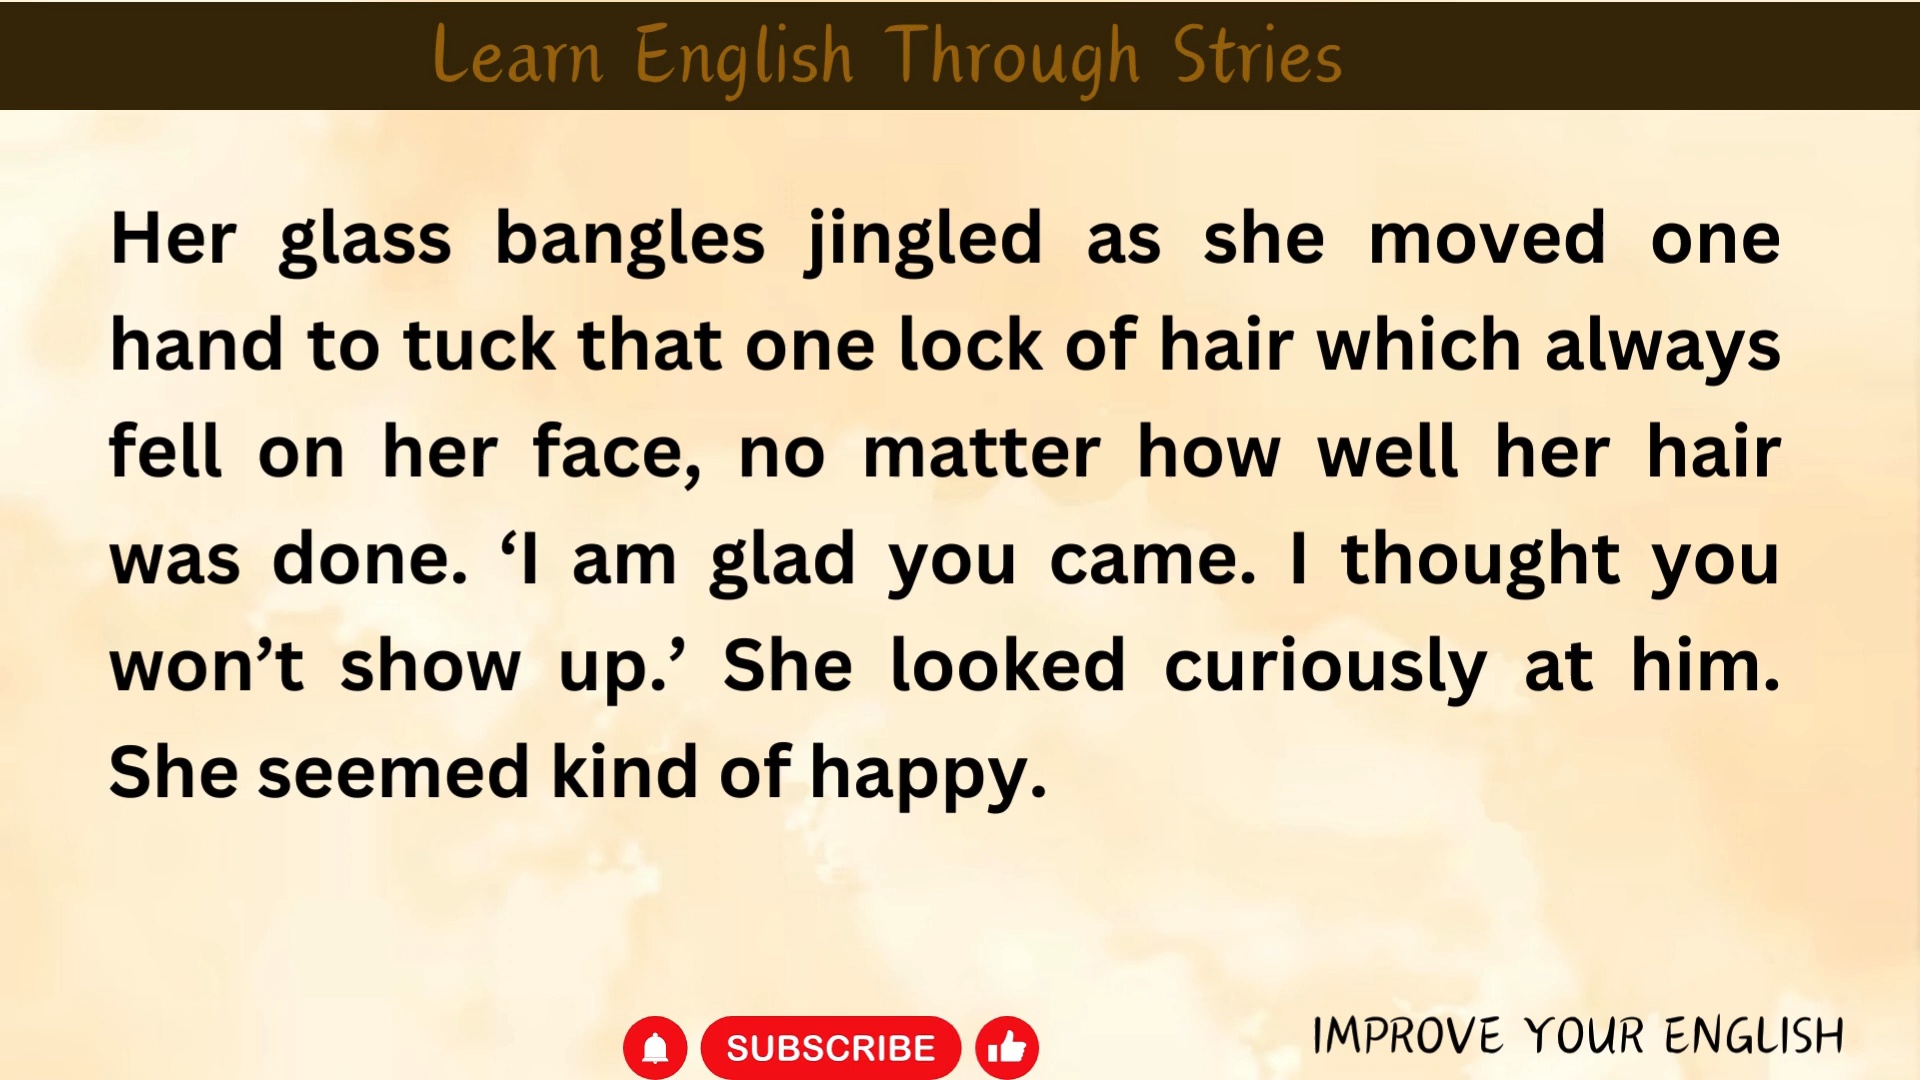 Learn English Through Stries
Her glass bangles jingled as she moved one
hand to tuck that one lock of hair which always
fell on her face, no matter how well her hair
was done. ‘I am glad you came. I thought you
won’t show up.’ She looked curiously at him.
She seemed kind of happy.
SUBSCRIBE
IMPROVE YOUR ENGLISH